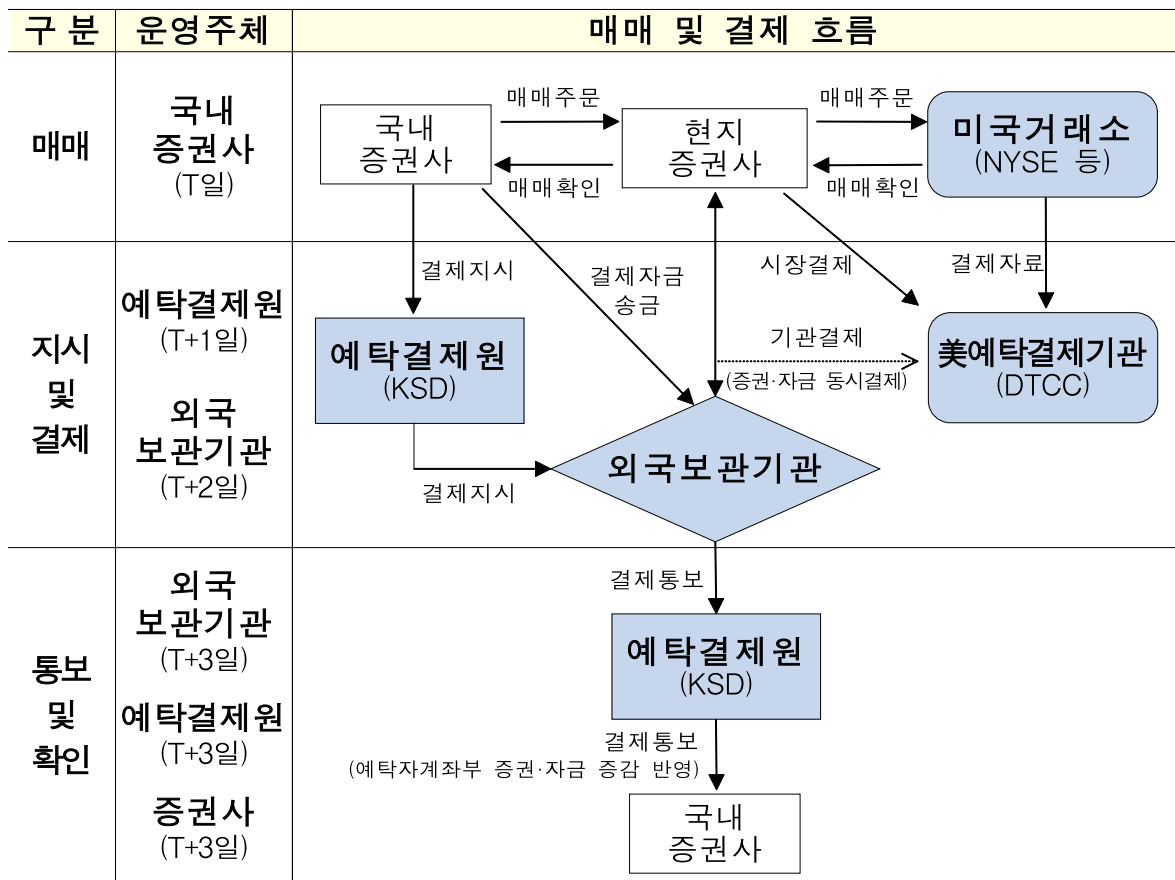 구 분 운영주체 매매 및 결제 흐름
매매
국내
증권사
(T일)
국내
증권사
매매주문
매매확인
현지
증권사
매매주문
매매확인
미국거래소
(NYSE 등)
지시
및
결제
예탁결제원
(T+1일)
외국
보관기관
(T+2일)
결제지시
결제자금
송금
시장결제
결제자료
예탁결제원
(KSD)
기관결제
(증권·자금 동시결제)
美예탁결제기관
(DTCC)
결제지시
외국보관기관
통보
및
확인
외국
보관기관
(T+3일)
예탁결제원
(T+3일)
증권사
(T+3일)
결제통보
예탁결제원
(KSD)
결제통보
(예탁자계좌부 증권·자금 증감 반영)
국내
증권사